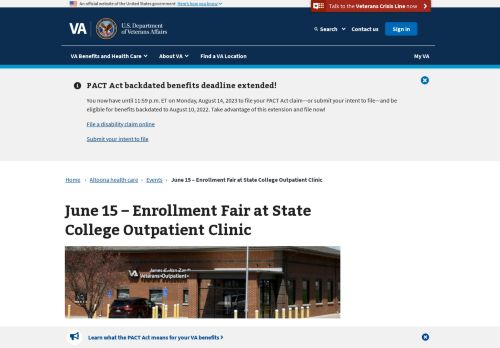 An official website of the United States government Here's how you know
Talk to the Veterans Crisis Line now
VA
U.S. Department
of Veterans Affairs
Search
Contact us
Sign in
VA Benefits and Health Care
About VA
Find a VA Location
My VA
PACT Act backdated benefits deadline extended!
You now have until 11:59 p.m. ET on Monday, August 14, 2023 to file your PACT Act claim—or submit your intent to file—and be
eligible for benefits backdated to August 10, 2022. Take advantage of this extension and file now!
File a disability claim online
Submit your intent to file
Home › Altoona health care › Events › June 15 – Enrollment Fair at State College Outpatient Clinic
June 15 – Enrollment Fair at State
College Outpatient Clinic
James E. Van Zandt
VA Veterans Outpatient
Learn what the PACT Act means for your VA benefits >